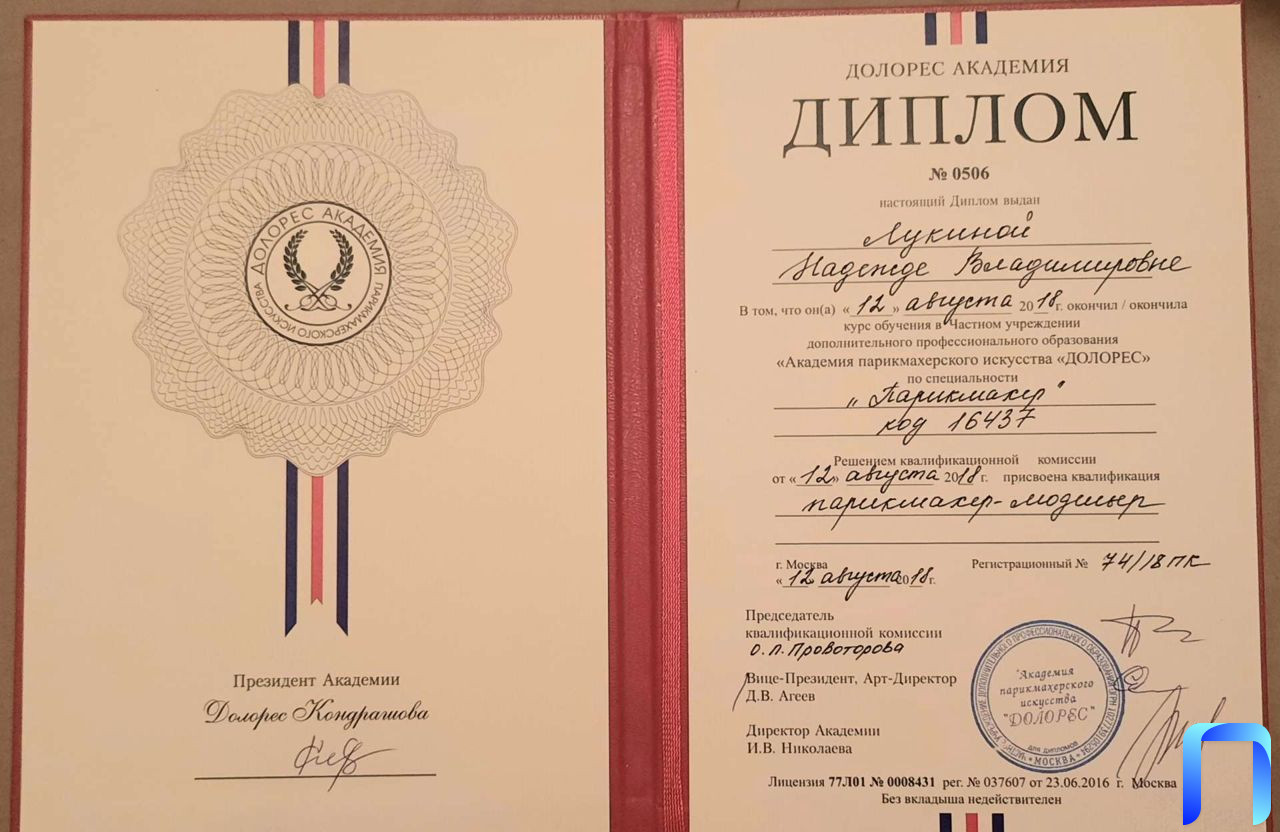 ДОЛОРЕС АКАДЕМИЯ
ПАРИКМАХЕРСКОГО ИСКУССТВА
Президент Академии
Долорес Кондрашова
ДОЛОРЕС АКАДЕМИЯ
ДИПЛОМ
№ 0506
настоящий Диплом выдан
Лукиной
Надежде Владимировне
В том, что он(а) «12» августа 2018 г. окончил / окончила
курс обучения в Частном учреждении
дополнительного профессионального образования
«Академия парикмахерского искусства «ДОЛОРЕС»
по специальности
"Парикмахер"
код 16437
Решением квалификационной комиссии
от «12» августа 2018 г. присвоена квалификация
парикмахер-модельер
г. Москва
Регистрационный № 74/18 ПК
«12 августа 2018 г.
Председатель
квалификационной комиссии
О.Л. Провоторова
Вице-Президент, Арт-Директор
Д.В. Агеев
Директор Академии
И.В. Николаева
"Академия
парикмахерского
искусства
"ДОЛОРЕС"
для дипломов
МОСКВА
Лицензия 77Л01 № 0008431 рег. № 037607 от 23.06.2016 г. Москва
Без вкладыша недействителен